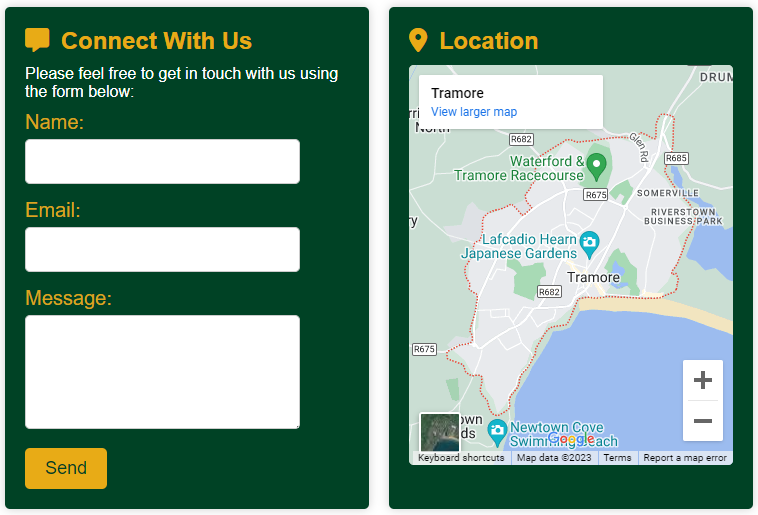 Connect With Us
Please feel free to get in touch with us using
the form below:
Name:
Email:
Message:
Send
Location
Tramore
View larger map
DRUM
North
R682
Glen Rd
R685
Waterford &
Tramore Racecourse
R675
SOMERVILLE
RIVERSTOWN
BUSINESS PARK
Lafcadio Hearn
Japanese Gardens
Tramore
R682
R675
Newtown Cove
Swimming Beach
Google
Keyboard shortcuts
Map data ©2023
Terms
Report a map error